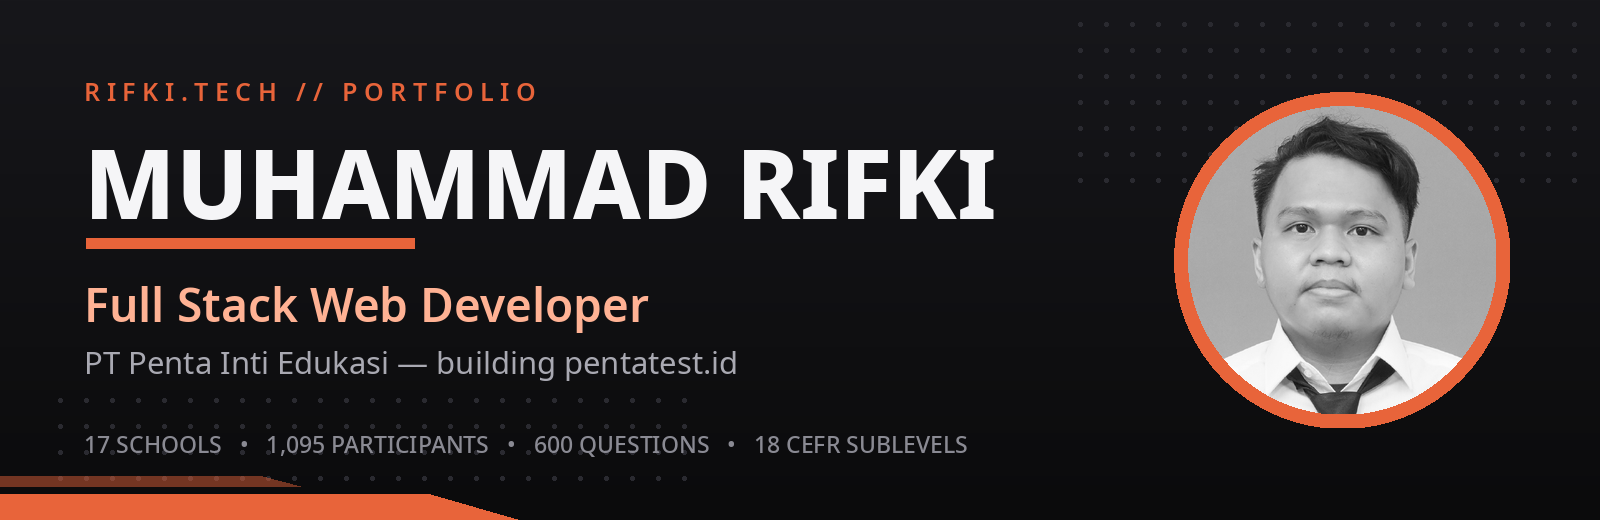 RIFKI.TECH // PORTFOLIO
MUHAMMAD RIFKI
Full Stack Web Developer
PT Penta Inti Edukasi — building pentatest.id
17 SCHOOLS • 1,095 PARTICIPANTS • 600 QUESTIONS • 18 CEFR SUBLEVELS